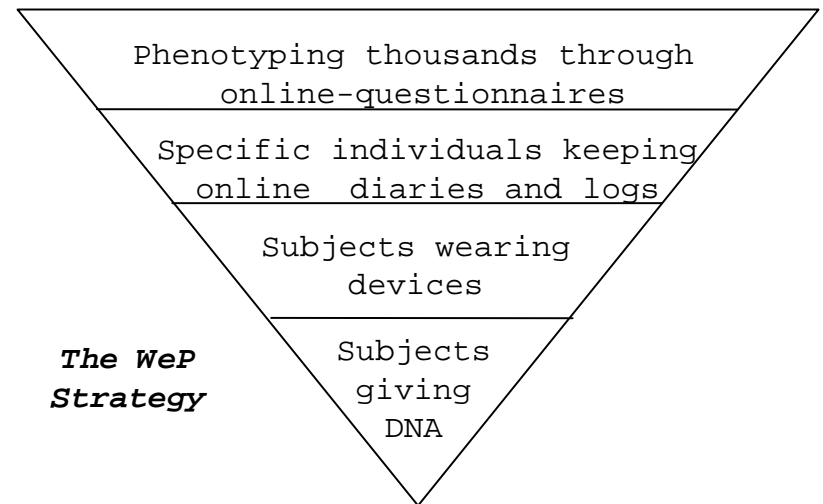 Phenotyping thousands through
online-questionnaires
Specific individuals keeping
online diaries and logs
Subjects wearing
devices
Subjects
giving
DNA
The WeP
Strategy